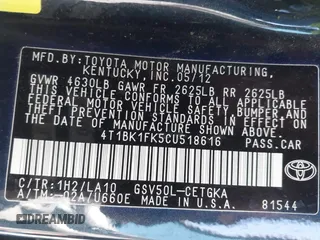 MFD.BY:TOYOTA MOTOR MANUFACTURING,
KENTUCKY,INC.09/12
GVWR 4630LB GAWR FR 2625LB RR 2625LB
THIS VEHICLE CONFORMS TO ALL APPLICABLE
FEDERAL MOTOR VEHICLE SAFETY, BUMPER, AND
THEFT PREVENTION STANDARDS IN EFFECT ON
THE DATE OF MANUFACTURE SHOWN ABOVE.
4T1BK1FK5CU518616 PASS.CAR
C/TR:1H2/LA10 GSV50L-CETGKA
A/TM:-02A/U660E MADE IN U.S.A. 81544
TOYOTA
DREAMBID